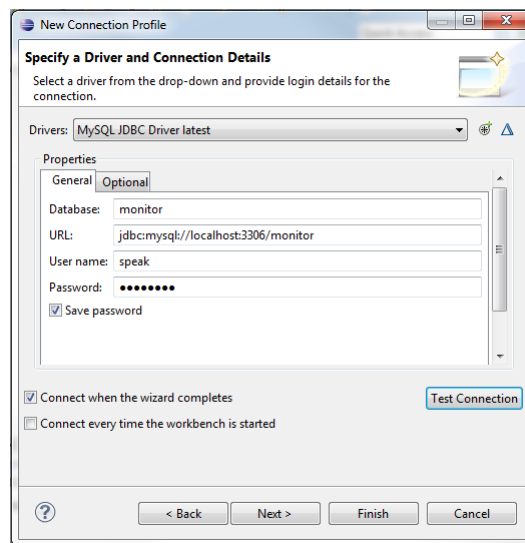 New Connection Profile
Specify a Driver and Connection Details
Select a driver from the drop-down and provide login details for the
connection.
Drivers: MySQL JDBC Driver latest
Properties
General Optional
Database: monitor
URL: jdbc:mysql://localhost:3306/monitor
User name: speak
Password: ●●●●●●●●
Save password
Connect when the wizard completes
Test Connection
Connect every time the workbench is started
? < Back Next > Finish Cancel